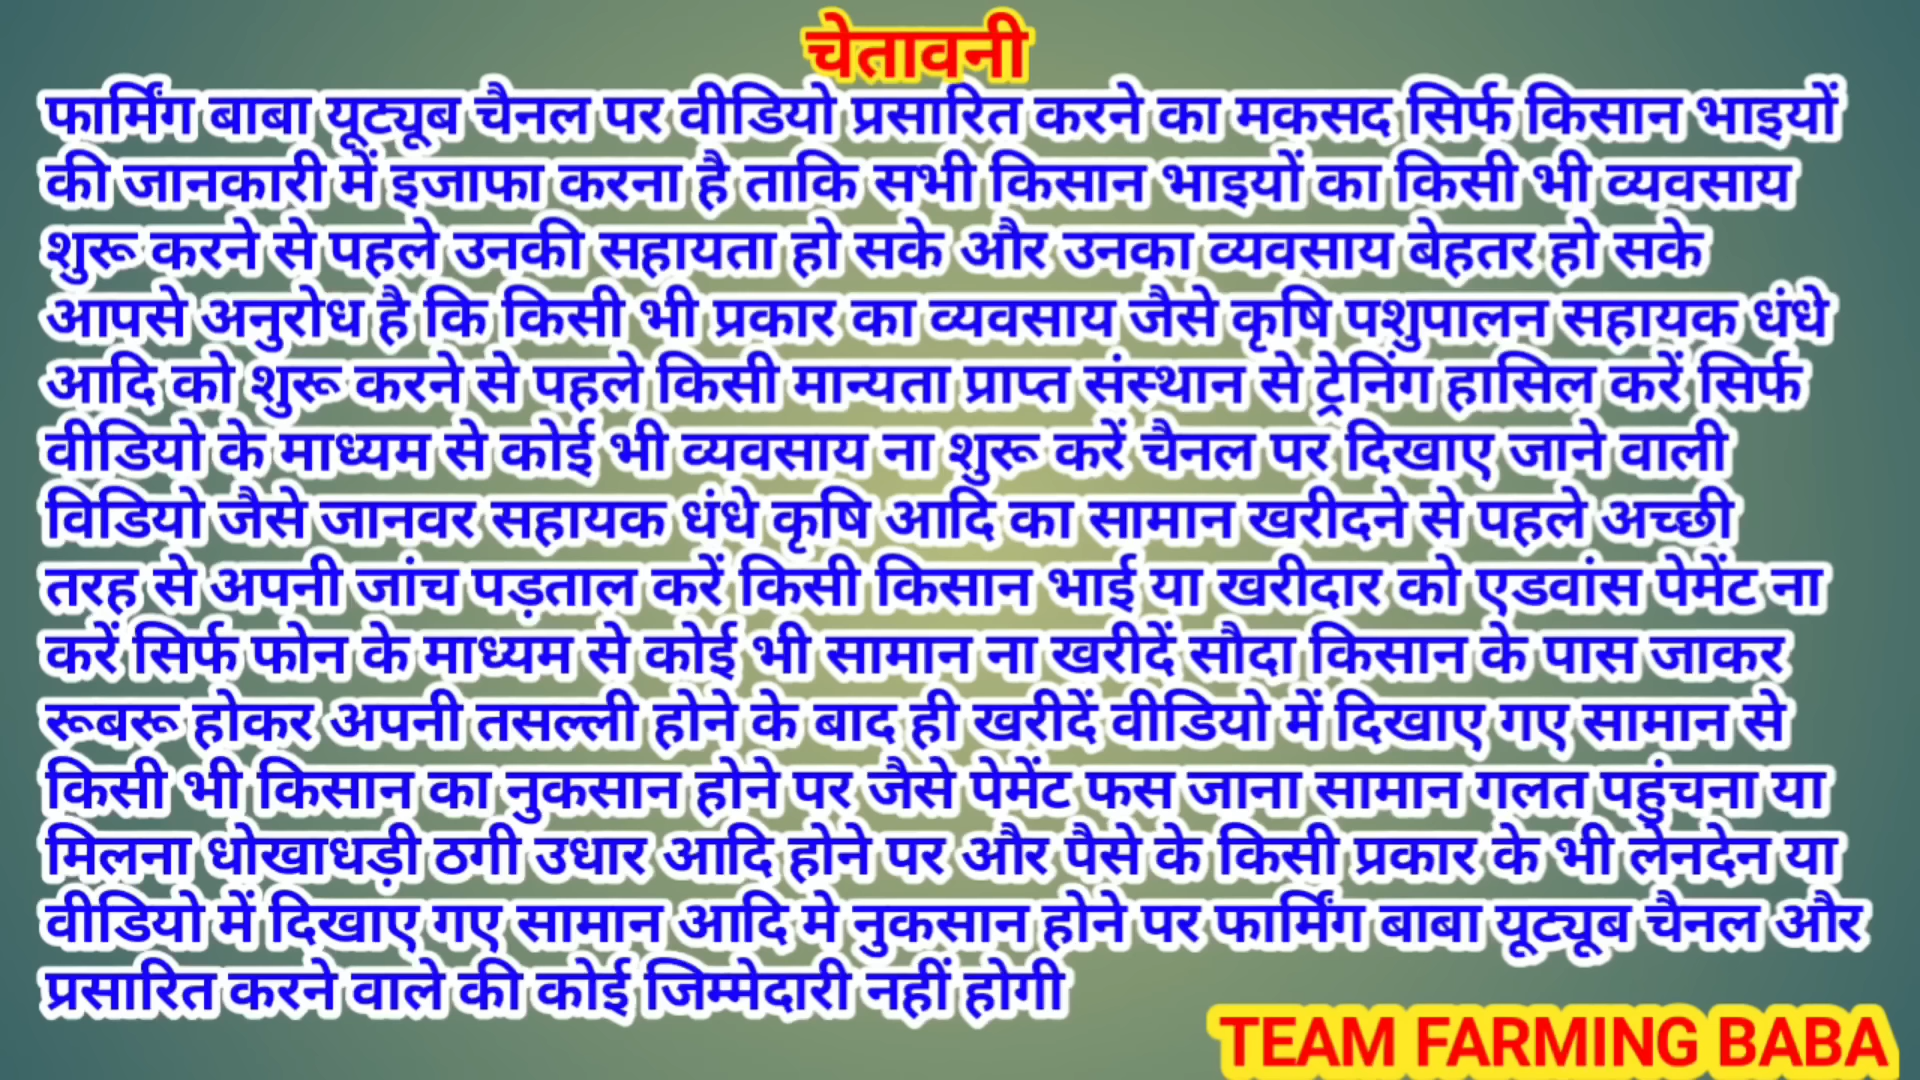 चेतावनी
फार्मिंग बाबा यूट्यूब चैनल पर वीडियो प्रसारित करने का मकसद सिर्फ किसान भाइयों
की जानकारी में इजाफा करना है ताकि सभी किसान भाइयों का किसी भी व्यवसाय
शुरू करने से पहले उनकी सहायता हो सके और उनका व्यवसाय बेहतर हो सके
आपसे अनुरोध है कि किसी भी प्रकार का व्यवसाय जैसे कृषि पशुपालन सहायक धंधे
आदि को शुरू करने से पहले किसी मान्यता प्राप्त संस्थान से ट्रेनिंग हासिल करें सिर्फ
वीडियो के माध्यम से कोई भी व्यवसाय ना शुरू करें चैनल पर दिखाए जाने वाली
विडियो जैसे जानवर सहायक धंधे कृषि आदि का सामान खरीदने से पहले अच्छी
तरह से अपनी जांच पड़ताल करें किसी किसान भाई या खरीदार को एडवांस पेमेंट ना
करें सिर्फ फोन के माध्यम से कोई भी सामान ना खरीदें सौदा किसान के पास जाकर
रूबरू होकर अपनी तसल्ली होने के बाद ही खरीदें वीडियो में दिखाए गए सामान से
किसी भी किसान का नुकसान होने पर जैसे पेमेंट फस जाना सामान गलत पहुंचना या
मिलना धोखाधड़ी ठगी उधार आदि होने पर और पैसे के किसी प्रकार के भी लेनदेन या
वीडियो में दिखाए गए सामान आदि मे नुकसान होने पर फार्मिंग बाबा यूट्यूब चैनल और
प्रसारित करने वाले की कोई जिम्मेदारी नहीं होगी
TEAM FARMING BABA